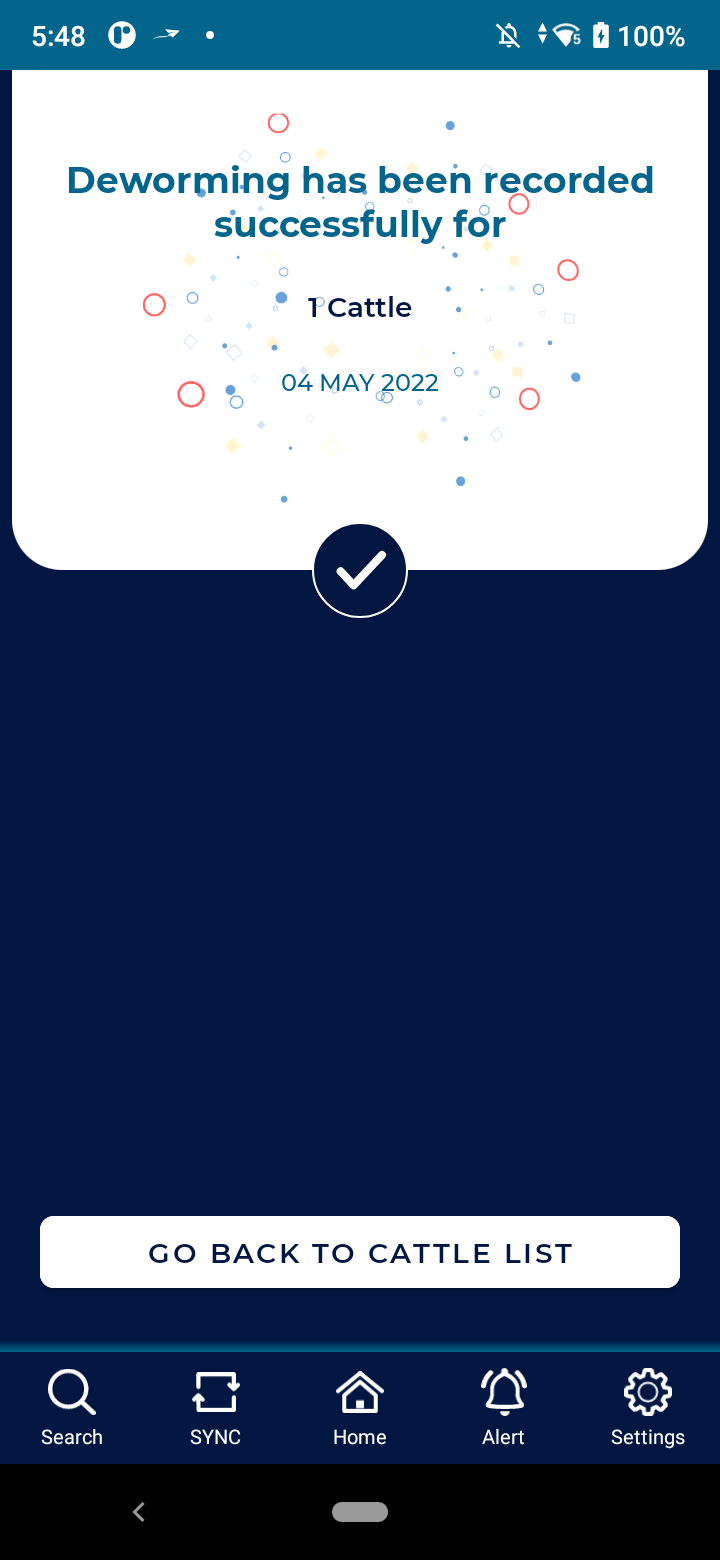 5:48
100%
Deworming has been recorded
successfully for
1 Cattle
04 MAY 2022
GO BACK TO CATTLE LIST
Search
SYNC
Home
Alert
Settings